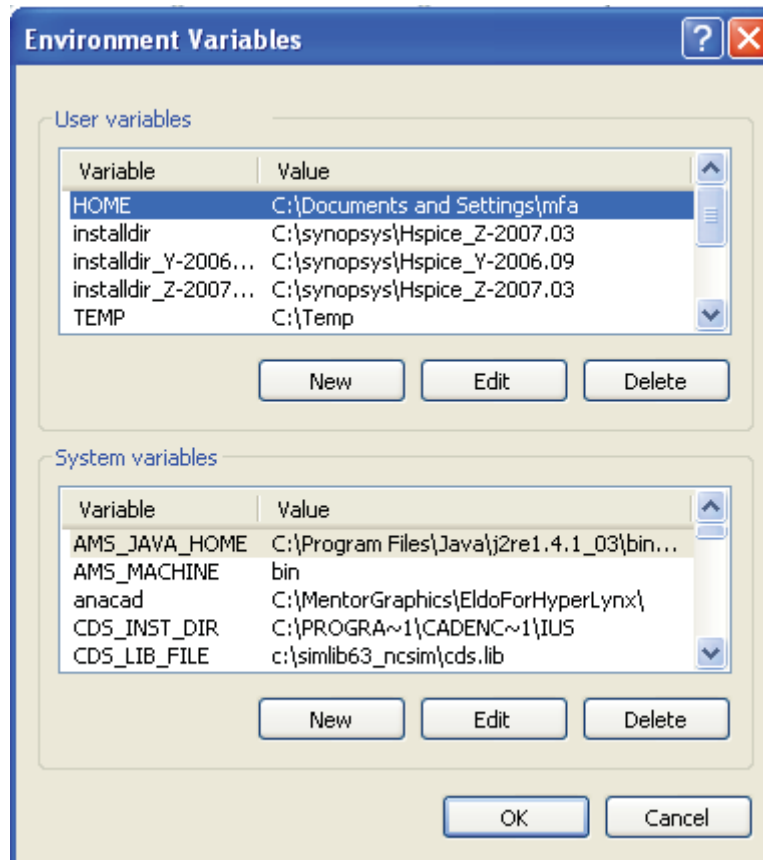 Environment Variables
User variables
Variable Value
HOME C:\Documents and Settings\mfa
installdir C:\synopsys\Hspice_Z-2007.03
installdir_Y-2006... C:\synopsys\Hspice_Y-2006.09
installdir_Z-2007... C:\synopsys\Hspice_Z-2007.03
TEMP C:\Temp
New Edit Delete
System variables
Variable Value
AMS_JAVA_HOME C:\Program Files\Java\j2re1.4.1_03\bin...
AMS_MACHINE bin
anacad C:\MentorGraphics\EldoForHyperLynx\
CDS_INST_DIR C:\PROGRA~1\CADENC~1\IUS
CDS_LIB_FILE c:\simlib63_ncsim\cds.lib
New Edit Delete
OK Cancel